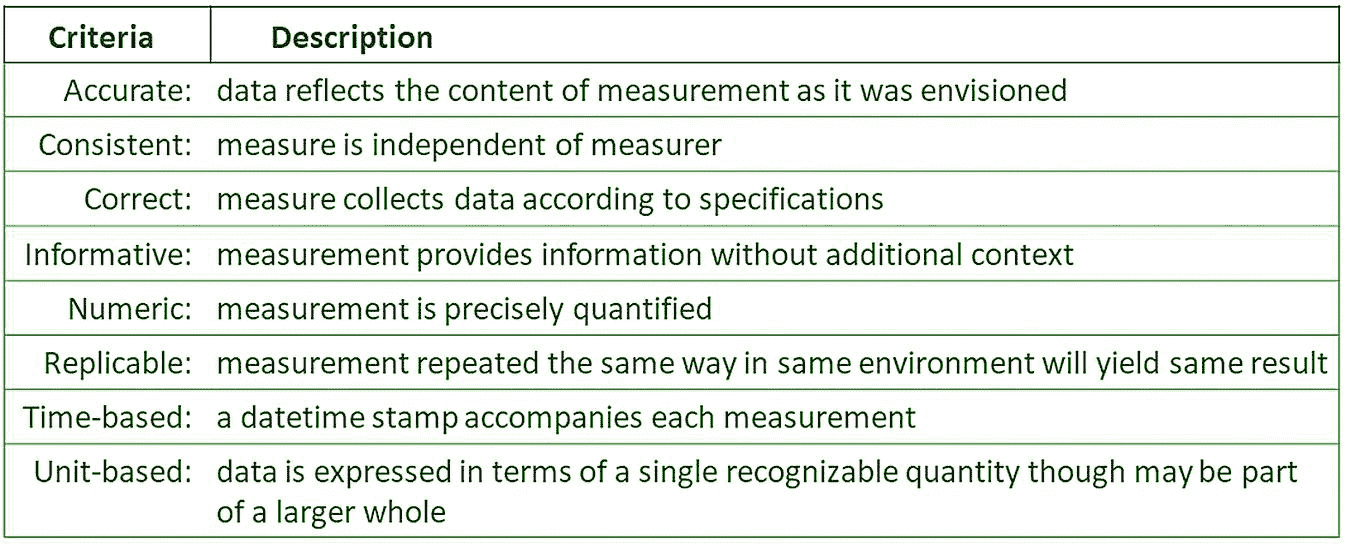 Criteria Description
Accurate: data reflects the content of measurement as it was envisioned
Consistent: measure is independent of measurer
Correct: measure collects data according to specifications
Informative: measurement provides information without additional context
Numeric: measurement is precisely quantified
Replicable: measurement repeated the same way in same environment will yield same result
Time-based: a datetime stamp accompanies each measurement
Unit-based: data is expressed in terms of a single recognizable quantity though may be part
of a larger whole